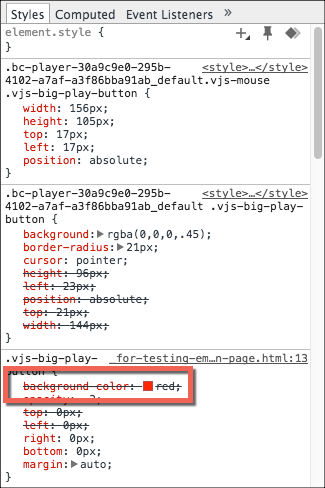 Styles Computed Event Listeners »
element.style {
}
.bc-player-30a9c9e0-295b- <style>…</style>
4102-a7af-a3f86bba91ab_default.vjs-mouse
.vjs-big-play-button {
width: 156px;
height: 105px;
top: 17px;
left: 17px;
position: absolute;
}
.bc-player-30a9c9e0-295b- <style>…</style>
4102-a7af-a3f86bba91ab_default .vjs-big-play-
button {
background: rgba(0,0,0,.45);
border-radius: 21px;
cursor: pointer;
height: 96px;
left: 23px;
position: absolute;
top: 21px;
width: 144px;
}
.vjs-big-play- _for-testing-em…n-page.html:13
button {
background-color: red;
opacity: .2;
top: 0px;
left: 0px;
right: 0px;
bottom: 0px;
margin: auto;
}